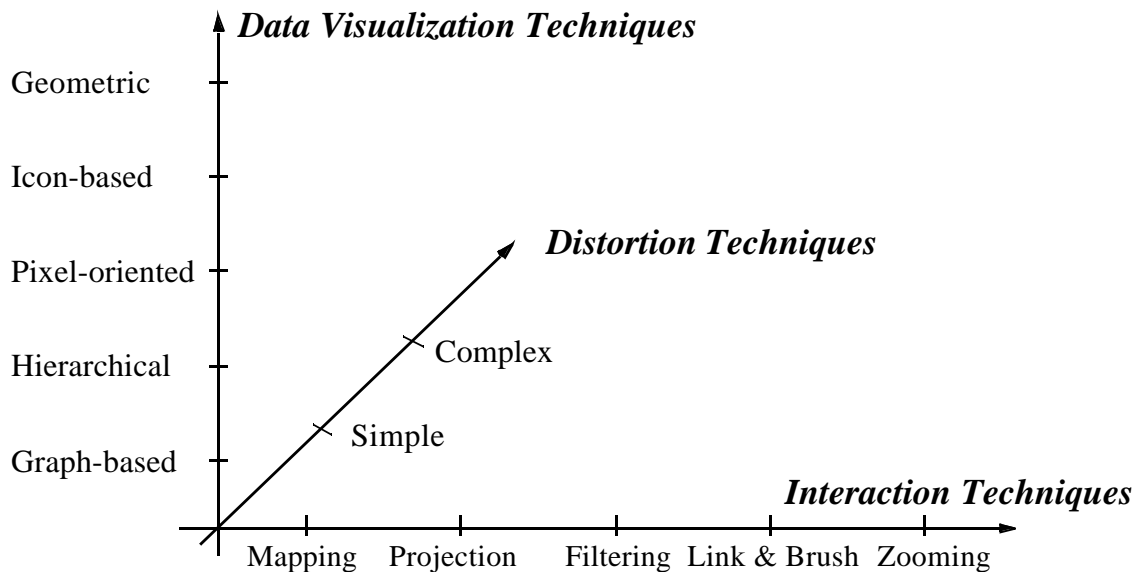 Data Visualization Techniques
Geometric
Icon-based
Distortion Techniques
Pixel-oriented
Complex
Hierarchical
Simple
Graph-based
Interaction Techniques
Mapping Projection Filtering Link & Brush Zooming